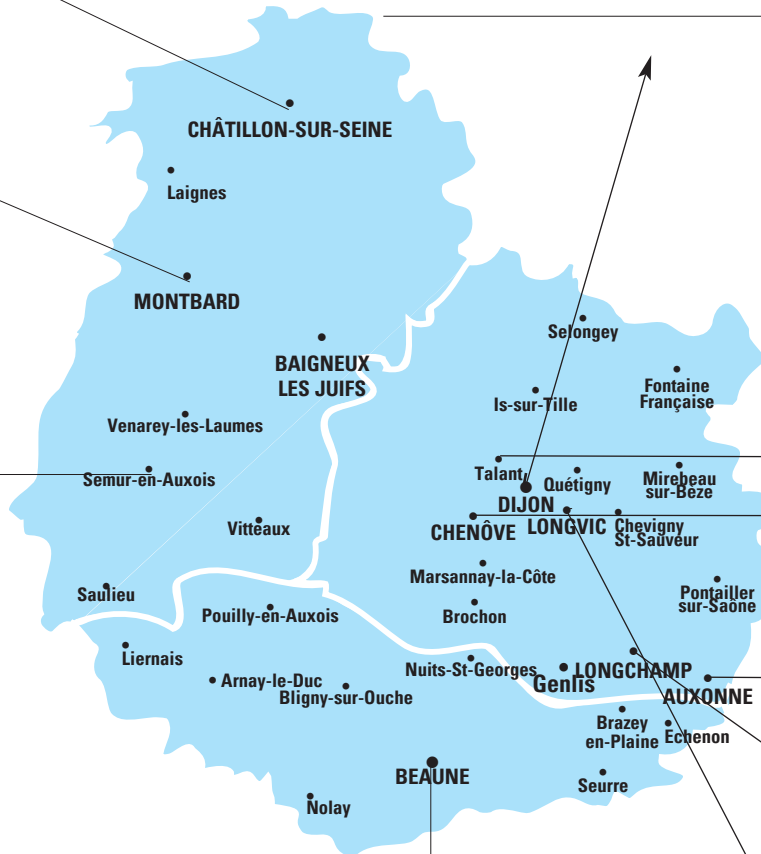 CHÂTILLON-SUR-SEINE
Laignes
MONTBARD
BAIGNEUX
LES JUIFS
Selongey
Fontaine
Française
Is-sur-Tille
Venarey-les-Laumes
Semur-en-Auxois
Talant
Quétigny
Mirebeau
sur-Bèze
DIJON
CHENÔVE
LONGVIC
Chevigny
St-Sauveur
Vitteaux
Marsannay-la-Côte
Saulieu
Pontailler
sur-Saône
Pouilly-en-Auxois
Brochon
Liernais
Nuits-St-Georges
Genlis
LONGCHAMP
AUXONNE
Arnay-le-Duc
Bligny-sur-Ouche
Brazey
en-Plaine
Echenon
BEAUNE
Seurre
Nolay